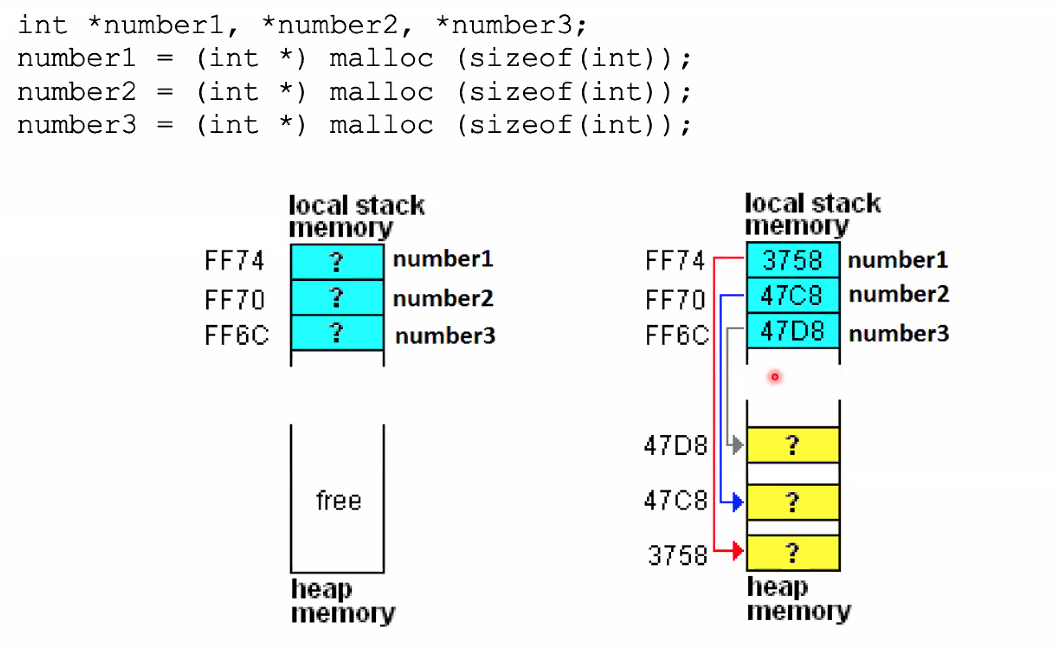 int *number1, *number2, *number3;
number1 = (int *) malloc (sizeof(int));
number2 = (int *) malloc (sizeof(int));
number3 = (int *) malloc (sizeof(int));
local stack
memory
FF74 ? number1
FF70 ? number2
FF6C ? number3
free
heap
memory
local stack
memory
FF74 3758 number1
FF70 47C8 number2
FF6C 47D8 number3
47D8 ?
47C8 ?
3758 ?
heap
memory